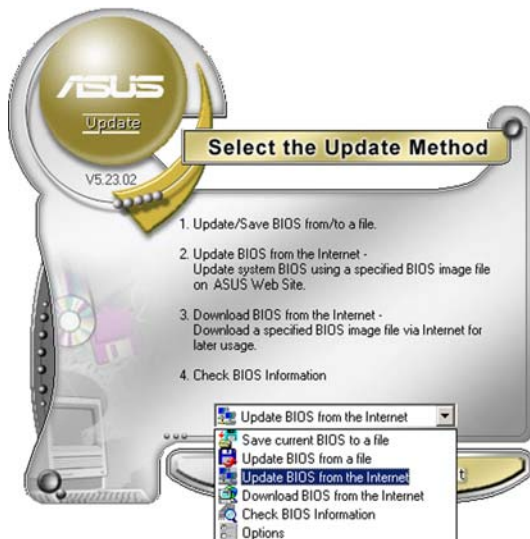 ASUS
Update
V5.23.02
Select the Update Method
1. Update/Save BIOS from/to a file.
2. Update BIOS from the Internet -
Update system BIOS using a specified BIOS image file
on ASUS Web Site.
3. Download BIOS from the Internet -
Download a specified BIOS image file via Internet for
later usage.
4. Check BIOS Information
Update BIOS from the Internet
Save current BIOS to a file
Update BIOS from a file
Update BIOS from the Internet
Download BIOS from the Internet
Check BIOS Information
Options